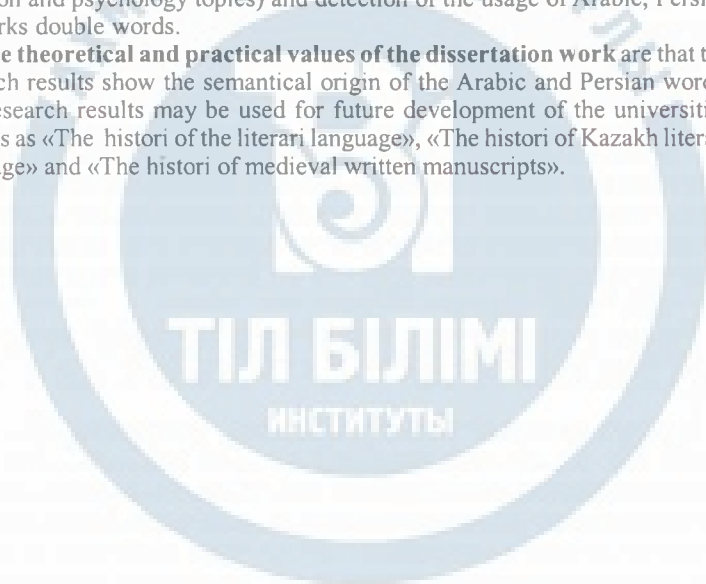 on and psychology topies) and detection of the usage of Arabic, Persi
rks double words.
e theoretical and practical values of the dissertation work are that t
ch results show the semantical origin of the Arabic and Persian wor
esearch results may be used for future development of the universiti
s as «The histori of the literari language», «The histori of Kazakh liter
ge» and «The histori of medieval written manuscripts».
ТІЛ БІЛІМІ
ИНСТИТУТЫ